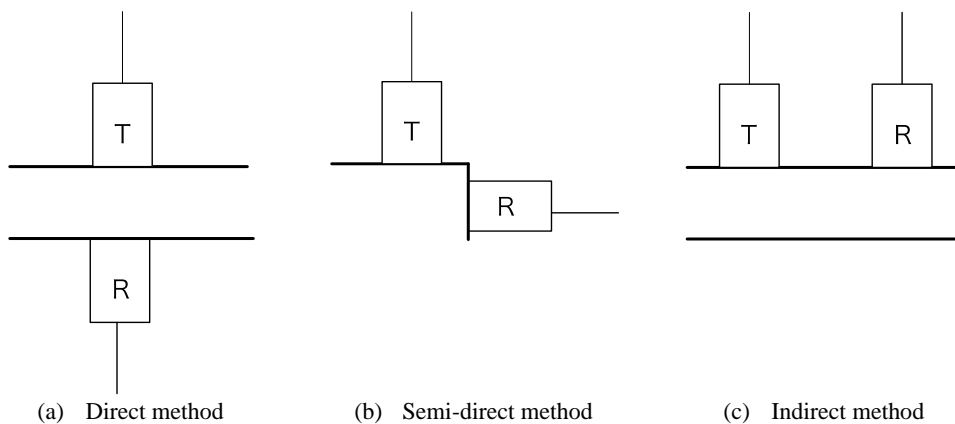 T
R
T
R
T
R
(a) Direct method
(b) Semi-direct method
(c) Indirect method